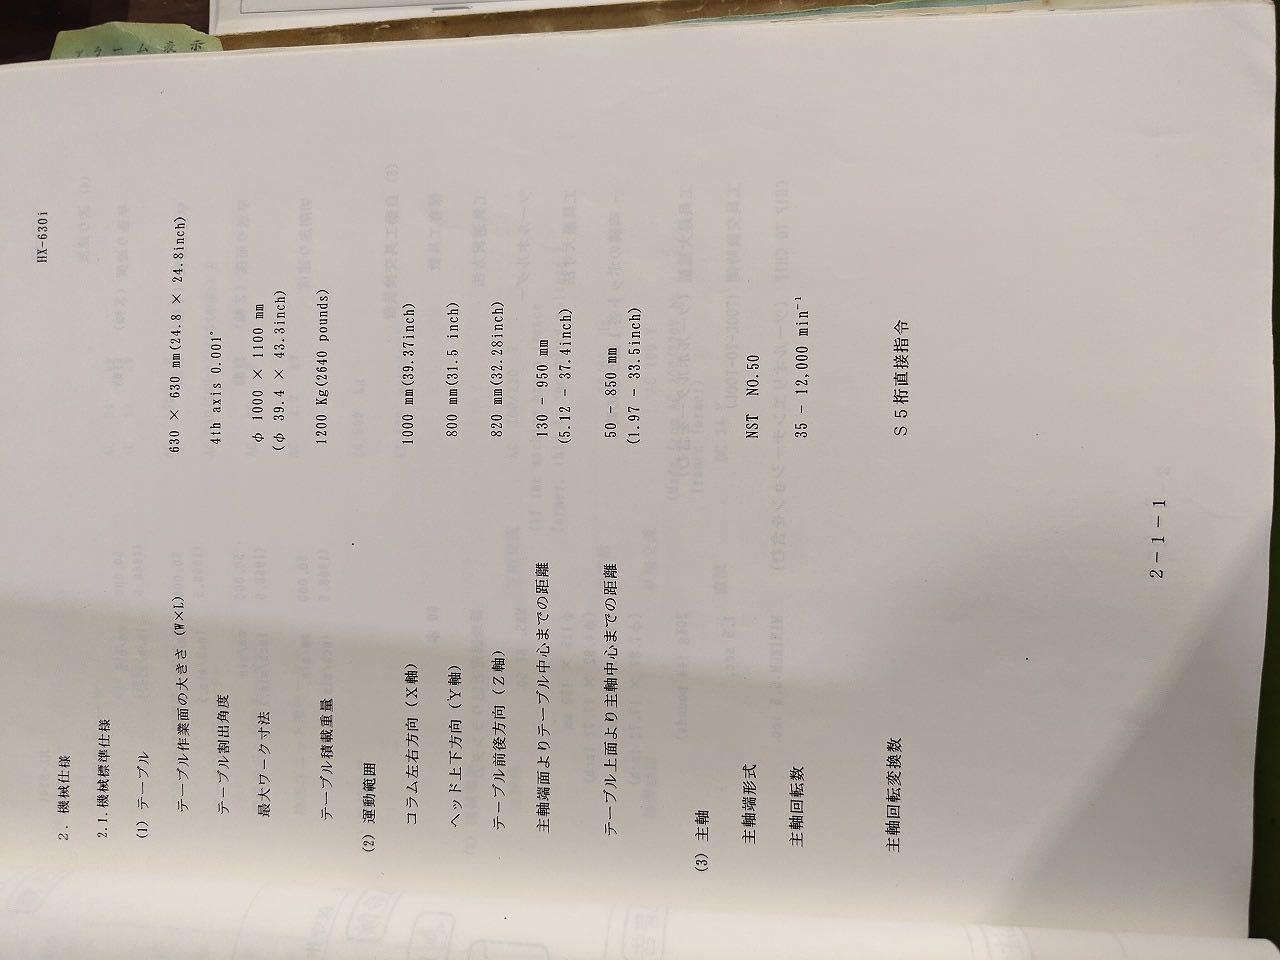 アラーム表示
HX-630i
2. 機械仕様
2.1. 機械標準仕様
(1) テーブル
テーブル作業面の大きさ (W×L) 630 × 630 mm(24.8 × 24.8inch)
テーブル割出角度 4th axis 0.001°
最大ワーク寸法 φ 1000 × 1100 mm
(φ 39.4 × 43.3inch)
テーブル積載重量 1200 Kg(2640 pounds)
(2) 運動範囲
コラム左右方向 (X軸) 1000 mm(39.37inch)
ヘッド上下方向 (Y軸) 800 mm(31.5 inch)
テーブル前後方向 (Z軸) 820 mm(32.28inch)
主軸端面よりテーブル中心までの距離 130 - 950 mm
(5.12 - 37.4inch)
テーブル上面より主軸中心までの距離 50 - 850 mm
(1.97 - 33.5inch)
(3) 主軸
主軸端形式 NST NO.50
主軸回転数 35 - 12,000 min⁻¹
主軸回転変換数 S5桁直接指令
2-1-1